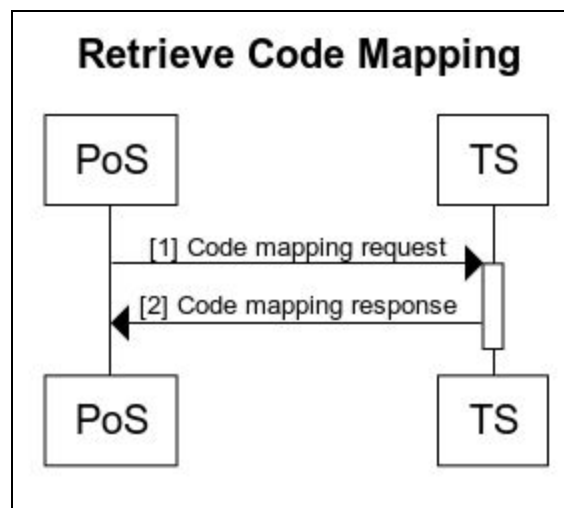 Retrieve Code Mapping
PoS
TS
[1] Code mapping request
[2] Code mapping response
PoS
TS